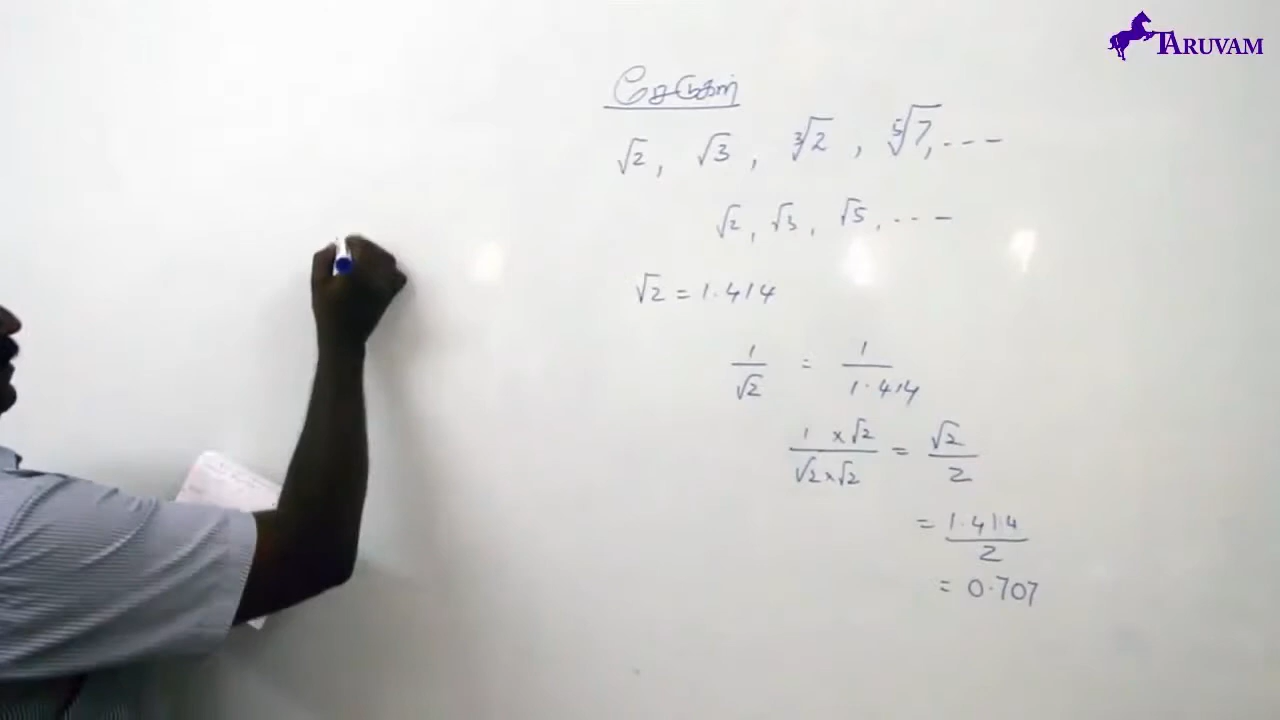 TARUVAM
சேடுகள்
√2, √3, ∛2, ⁵√7, ---
√2, √3, √5, ---
√2 = 1.414
1/√2 = 1/1.414
1 × √2/√2 × √2 = √2/2
= 1.414/2
= 0.707